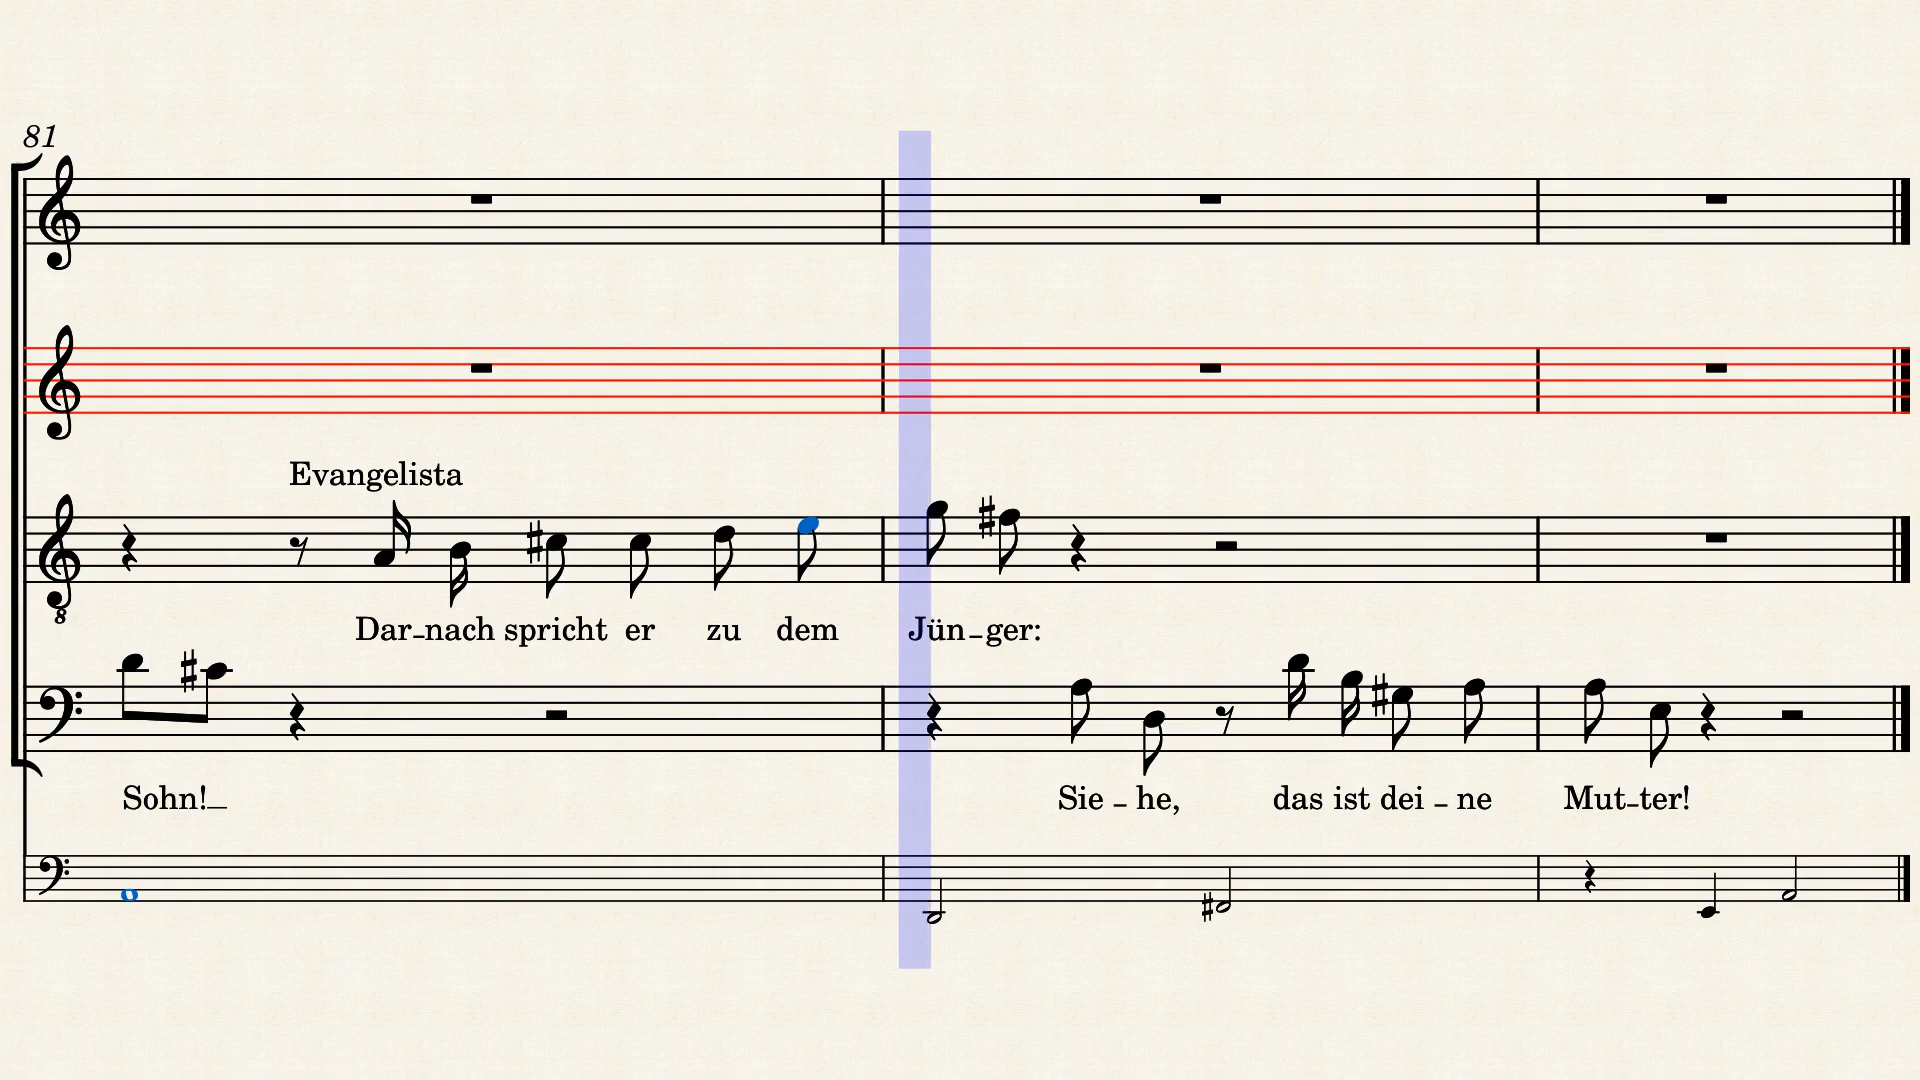 81
Evangelista
8
Dar-nach spricht er zu dem Jün-ger:
Sohn!_ Sie - he, das ist dei - ne Mut-ter!